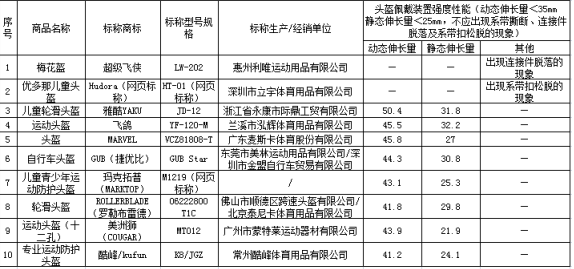 序号 商品名称 标称商标 标称型号规格 标称生产/经销单位 头盔佩戴装置强度性能（动态伸长量＜35mm 静态伸长量＜25mm，不应出现系带撕断、连接件脱落及系带扣松脱的现象）
动态伸长量 静态伸长量 其他
1 梅花盔 超级飞侠 LW-202 惠州利唯运动用品有限公司 — — 出现连接件脱落的现象
2 优多那儿童头盔 Hudora（网页标称） HT-01（网页标称） 深圳市立宇体育用品有限公司 — — 出现系带扣松脱的现象
3 儿童轮滑头盔 雅酷YAKU JD-12 浙江省永康市际鼎工贸有限公司 50.4 31.8 —
4 运动头盔 飞鸽 YF-120-M 兰溪市泓辉体育用品有限公司 45.5 32.2 —
5 头盔 MARVEL VCZ81808-T 广东麦斯卡体育股份有限公司 45.8 27 —
6 自行车头盔 GUB（捷优比） GUB Star 东莞市美林运动用品有限公司/深圳市金盟自行车贸易有限公司 44.3 30.8 —
7 儿童青少年运动防护头盔 玛克拓普（MARKTOP） M1219（网页标称） / 43.1 25.3 —
8 轮滑头盔 ROLLERBLADE（罗勒布雷德） 06222800 T1C 佛山市顺德区跨速头盔有限公司/北京泰尼卡体育用品有限公司 41.8 29.8 —
9 运动头盔（十二孔） 美洲狮（COUGAR） MT012 广州市蒙特莱运动器材有限公司 43.9 21.9 —
10 专业运动防护头盔 酷峰/kufun K8/JGZ 常州酷峰体育用品有限公司 41.2 24.1 —